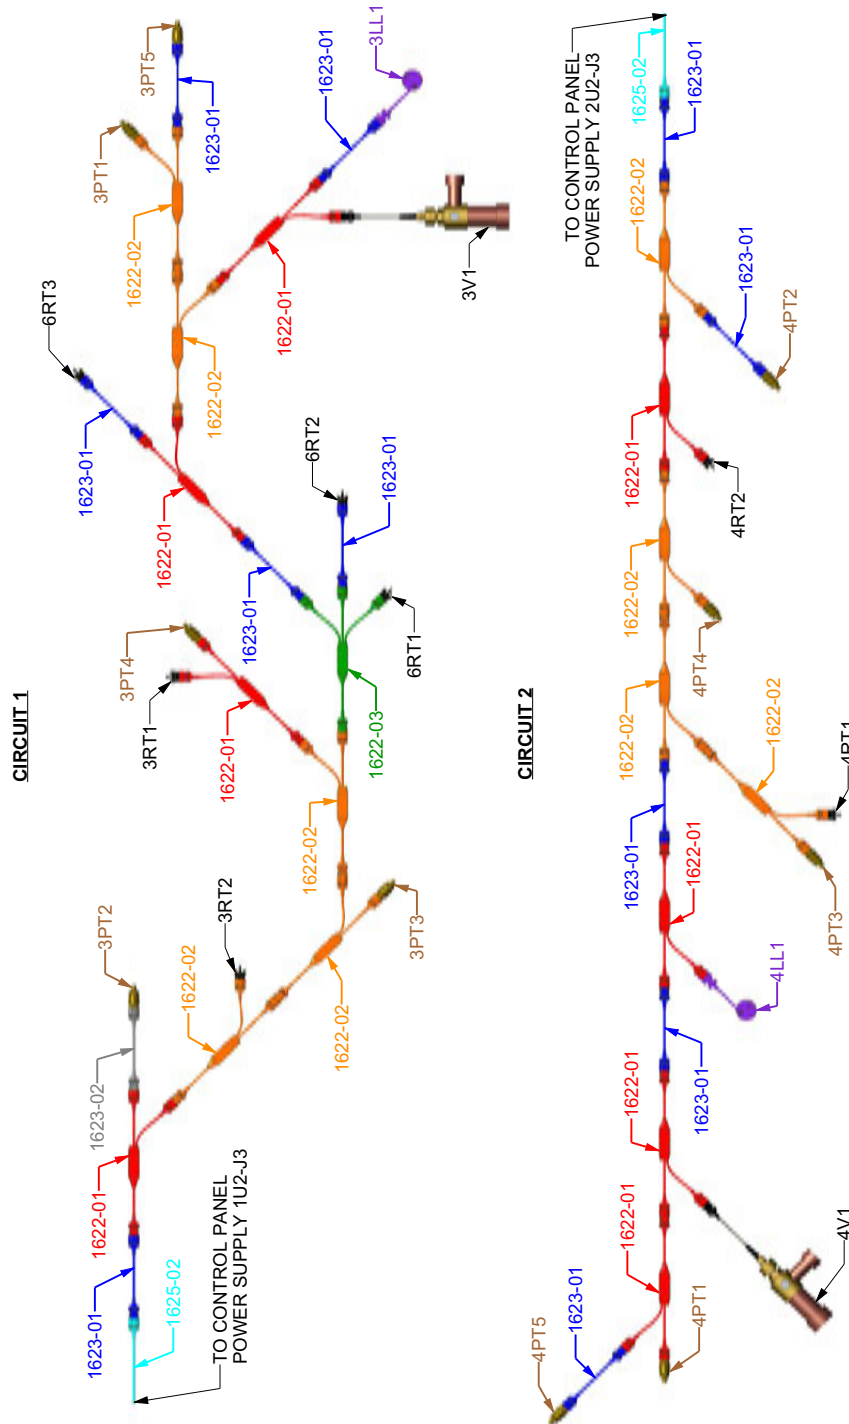 CIRCUIT 1
TO CONTROL PANEL
POWER SUPPLY 1U2-J3
1625-02
1623-01
1622-01
1623-02
3PT2
1622-02
3RT2
1622-02
3PT3
1622-02
1622-01
3RT1
3PT4
1622-03
6RT1
6RT2
1623-01
1623-01
1622-01
1623-01
6RT3
1622-02
1622-02
3PT1
3PT5
1623-01
1622-01
3V1
1623-01
3LL1
CIRCUIT 2
4PT5
1623-01
4PT1
1622-01
4V1
1622-01
1623-01
4LL1
1622-01
1623-01
4PT3
4RT1
1622-02
1622-02
4PT4
1622-02
4RT2
1622-01
4PT2
1623-01
1622-02
1623-01
1625-02
TO CONTROL PANEL
POWER SUPPLY 2U2-J3